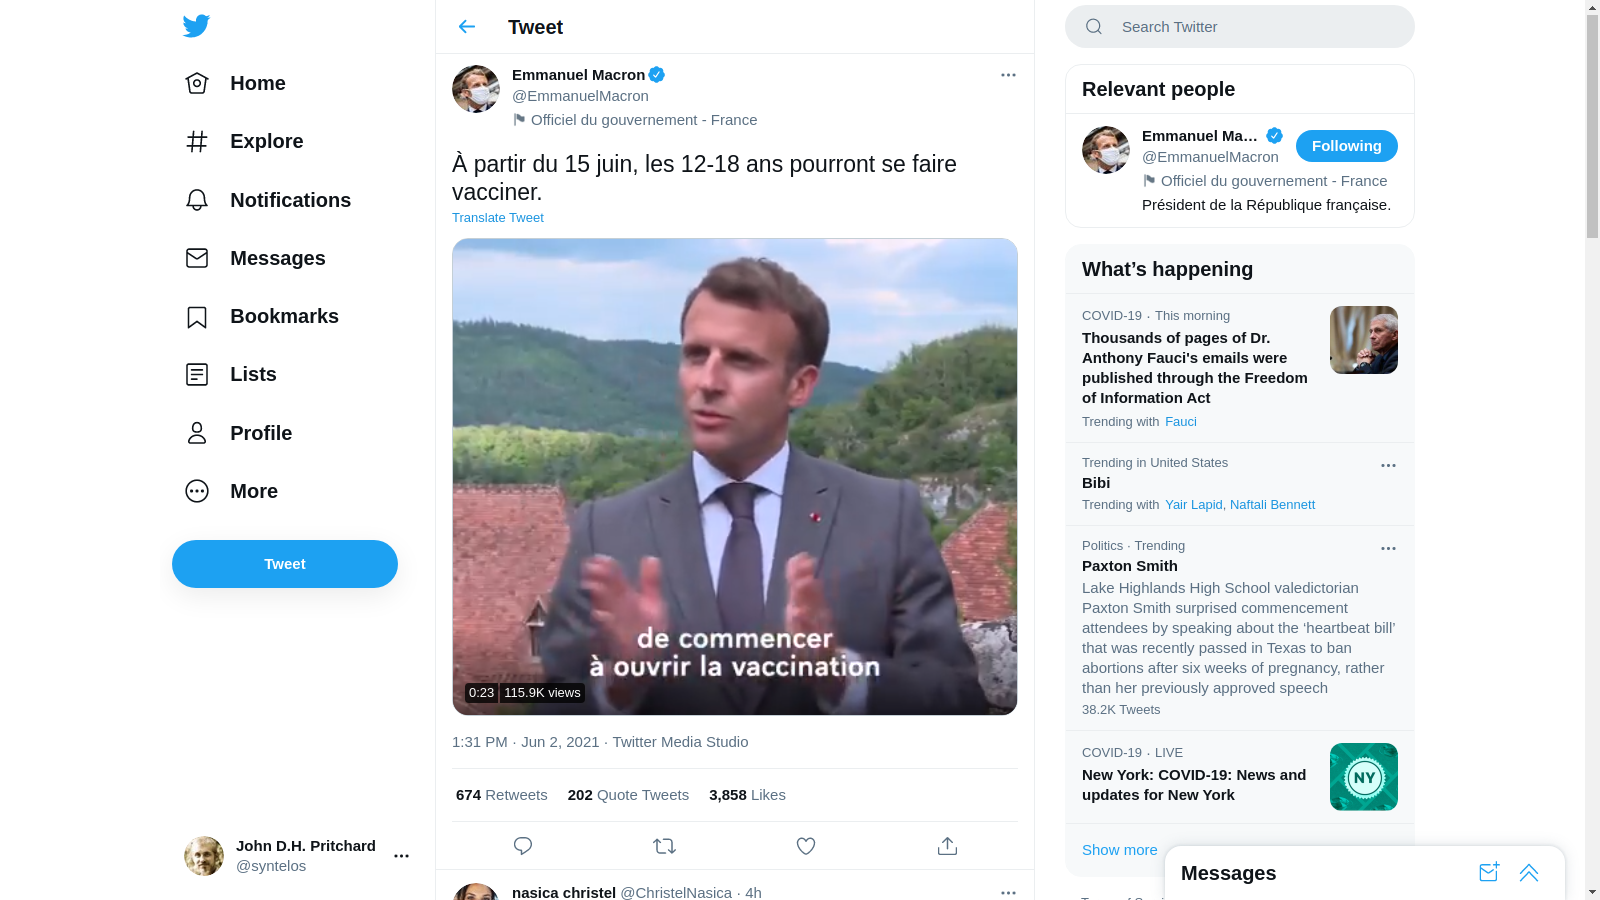 Home
Explore
Notifications
Messages
Bookmarks
Lists
Profile
More
Tweet
John D.H. Pritchard
@syntelos
Tweet
Emmanuel Macron
@EmmanuelMacron
Officiel du gouvernement - France
À partir du 15 juin, les 12-18 ans pourront se faire
vacciner.
Translate Tweet
de commencer
à ouvrir la vaccination
0:23 115.9K views
1:31 PM · Jun 2, 2021 · Twitter Media Studio
674 Retweets 202 Quote Tweets 3,858 Likes
nasica christel @ChristelNasica · 4h
Search Twitter
Relevant people
Emmanuel Ma...
@EmmanuelMacron
Following
Officiel du gouvernement - France
Président de la République française.
What's happening
COVID-19 · This morning
Thousands of pages of Dr.
Anthony Fauci's emails were
published through the Freedom
of Information Act
Trending with Fauci
Trending in United States
Bibi
Trending with Yair Lapid, Naftali Bennett
Politics · Trending
Paxton Smith
Lake Highlands High School valedictorian
Paxton Smith surprised commencement
attendees by speaking about the ‘heartbeat bill’
that was recently passed in Texas to ban
abortions after six weeks of pregnancy, rather
than her previously approved speech
38.2K Tweets
COVID-19 · LIVE
New York: COVID-19: News and
updates for New York
NY
Show more
Messages